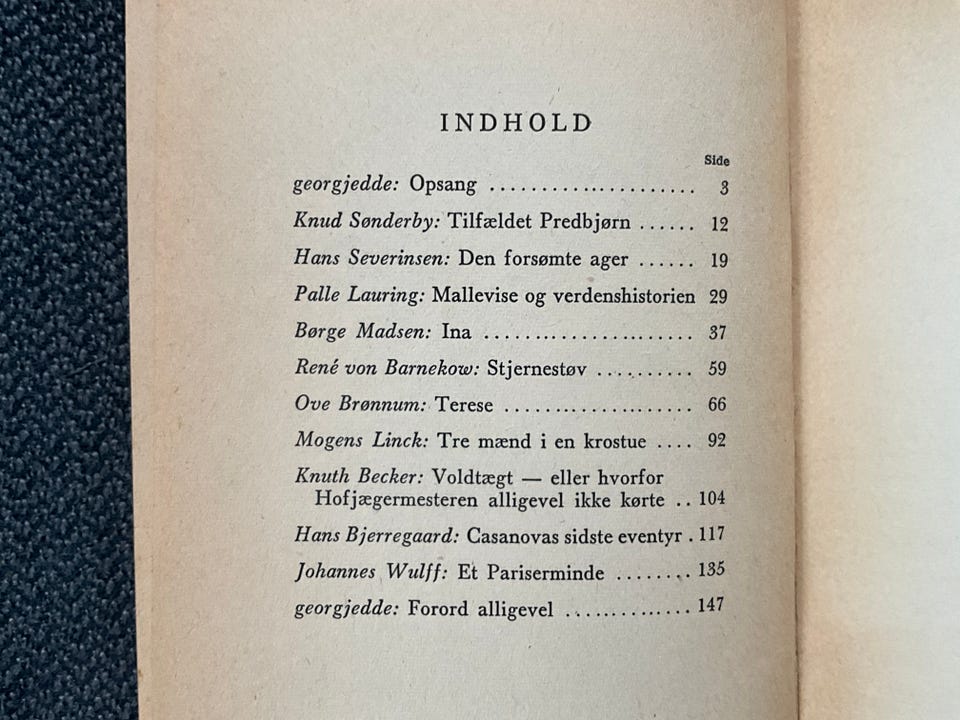 INDHOLD
Side
georgjedde: Opsang ........................ 3
Knud Sønderby: Tilfældet Predbjørn ...... 12
Hans Severinsen: Den forsømte ager ...... 19
Palle Lauring: Mallevise og verdenshistorien 29
Børge Madsen: Ina ........................ 37
René von Barnekow: Stjernestøv .......... 59
Ove Brønnum: Terese ...................... 66
Mogens Linck: Tre mænd i en krostue .... 92
Knuth Becker: Voldtægt — eller hvorfor
Hofjægermesteren alligevel ikke kørte .. 104
Hans Bjerregaard: Casanovas sidste eventyr . 117
Johannes Wulff: Et Pariserminde ........ 135
georgjedde: Forord alligevel .............. 147